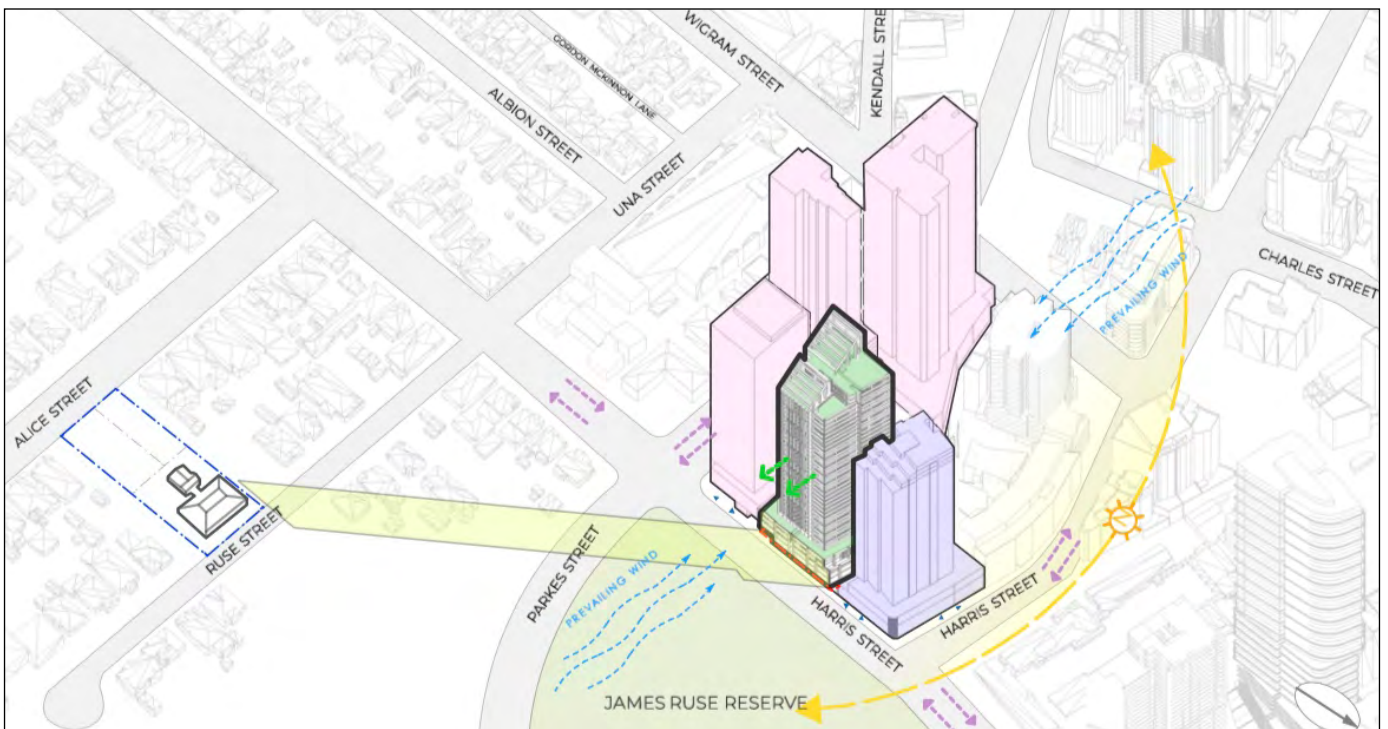 WIGRAM STREET
KENDALL STRE
GORDON MCKINNON LANE
ALBION STREET
UNA STREET
CHARLES STREET
PREVAILING WIND
ALICE STREET
RUSE STREET
PARKES STREET
PREVAILING WIND
HARRIS STREET
HARRIS STREET
N
JAMES RUSE RESERVE